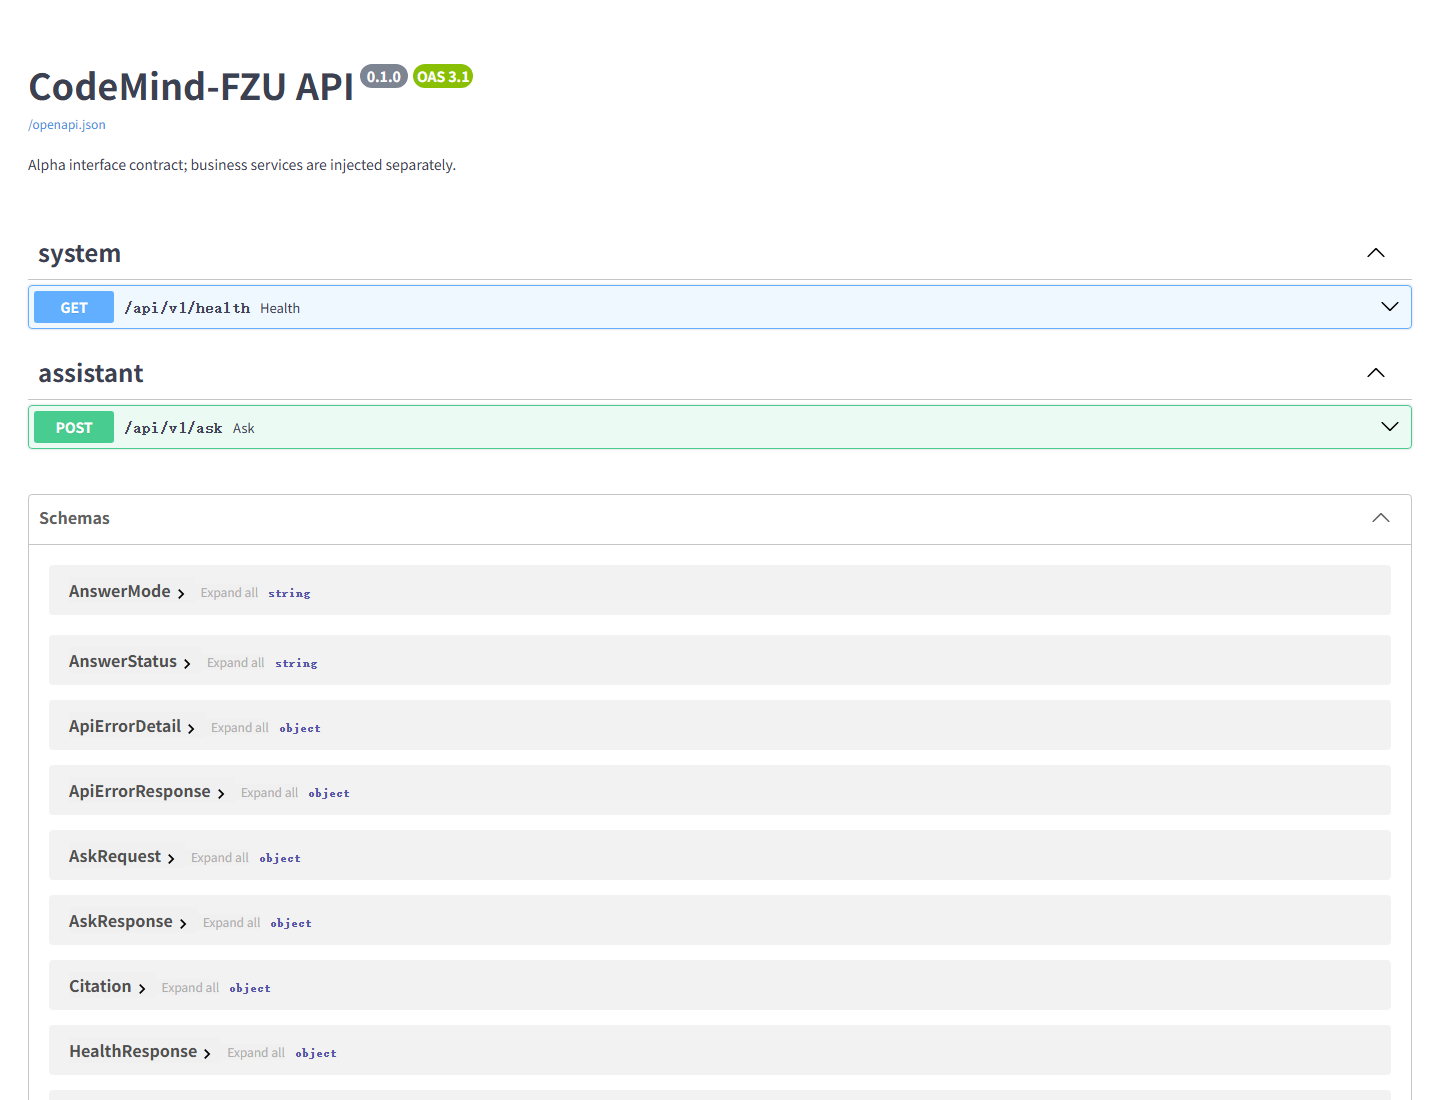 CodeMind-FZU API 0.1.0 OAS 3.1
/openapi.json
Alpha interface contract; business services are injected separately.
system
GET /api/v1/health Health
assistant
POST /api/v1/ask Ask
Schemas
AnswerMode Expand all string
AnswerStatus Expand all string
ApiErrorDetail Expand all object
ApiErrorResponse Expand all object
AskRequest Expand all object
AskResponse Expand all object
Citation Expand all object
HealthResponse Expand all object